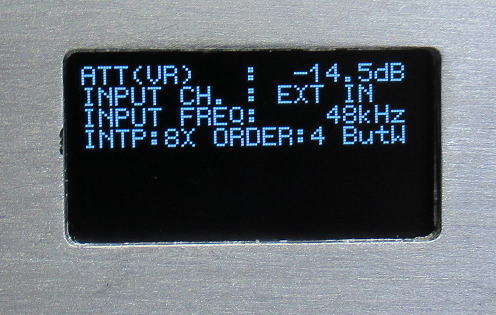 ATT(VR) : -14.5dB
INPUT CH. : EXT IN
INPUT FREQ: 48kHz
INTP:8X ORDER:4 ButW